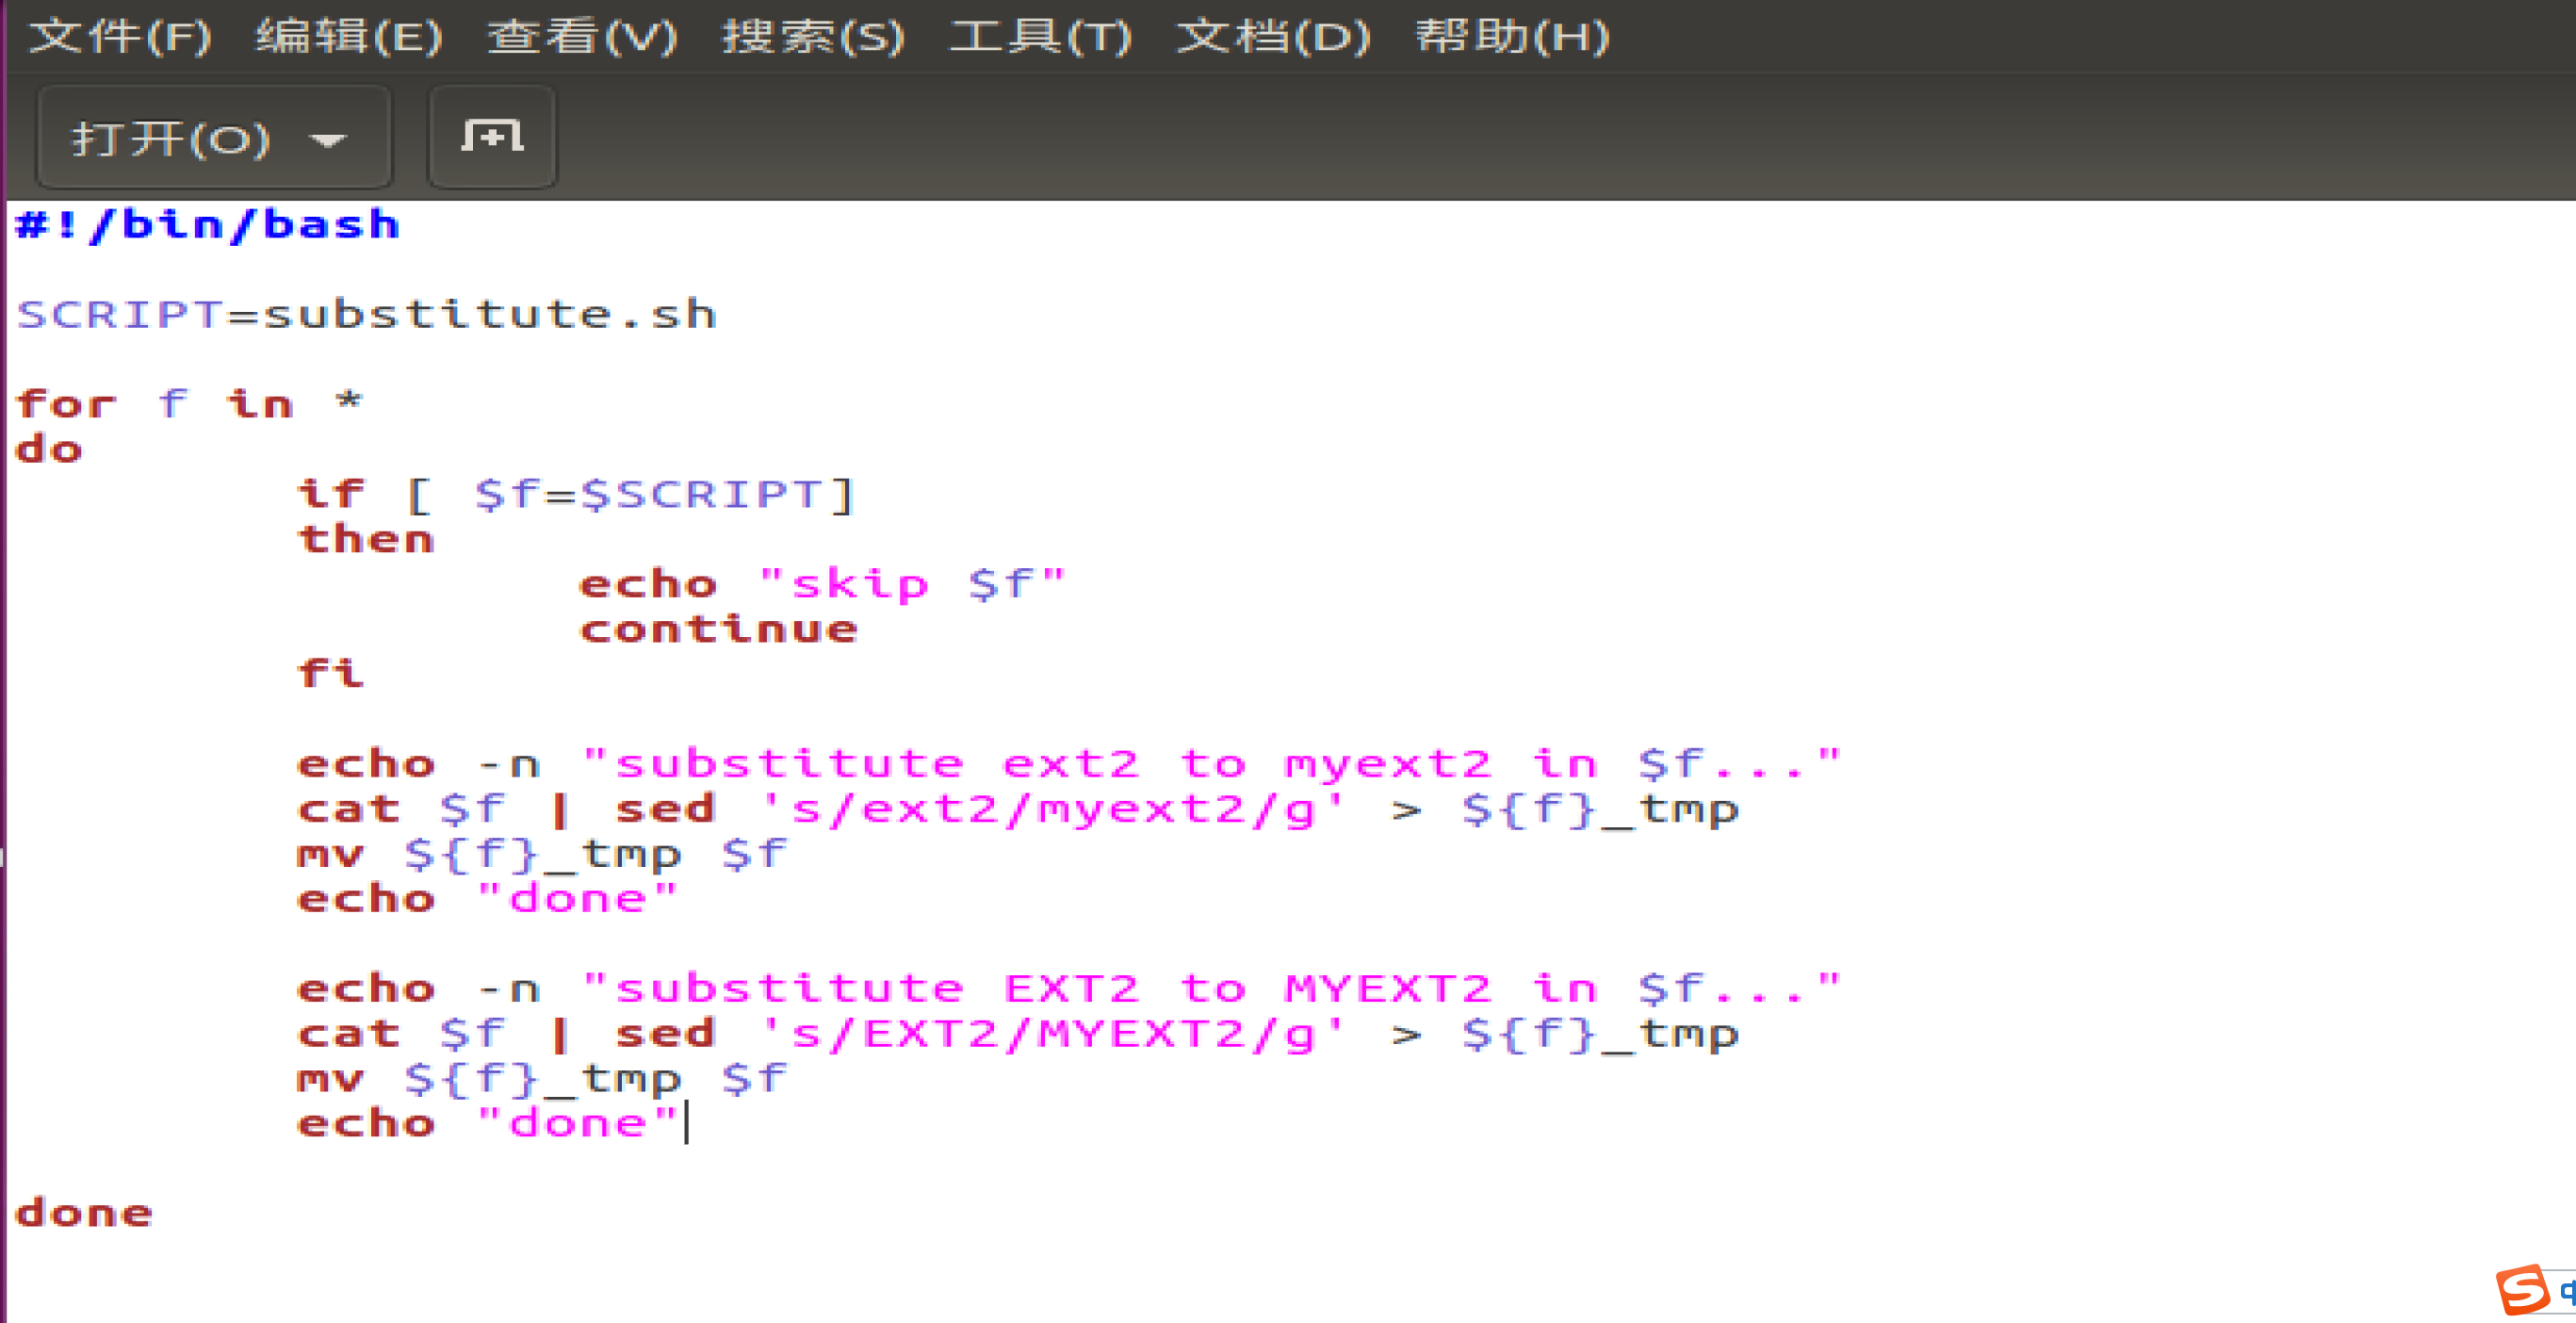 文件(F) 编辑(E) 查看(V) 搜索(S) 工具(T) 文档(D) 帮助(H)
打开(O)
#!/bin/bash
SCRIPT=substitute.sh
for f in *
do
if [ $f=$SCRIPT]
then
echo "skip $f"
continue
fi
echo -n "substitute ext2 to myext2 in $f..."
cat $f | sed 's/ext2/myext2/g' > ${f}_tmp
mv ${f}_tmp $f
echo "done"
echo -n "substitute EXT2 to MYEXT2 in $f..."
cat $f | sed 's/EXT2/MYEXT2/g' > ${f}_tmp
mv ${f}_tmp $f
echo "done"
done
S